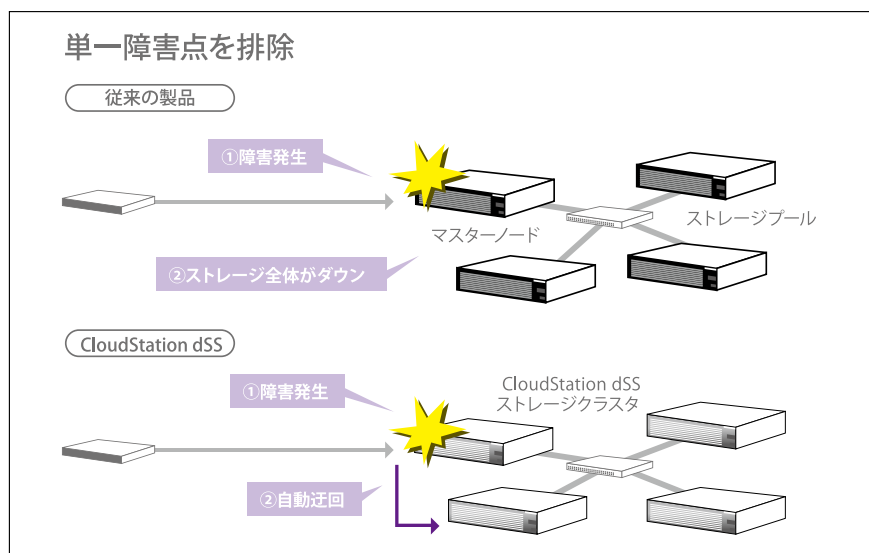 単一障害点を排除
従来の製品
①障害発生
マスターノード
ストレージプール
②ストレージ全体がダウン
CloudStation dSS
①障害発生
CloudStation dSS
ストレージクラスタ
②自動迂回